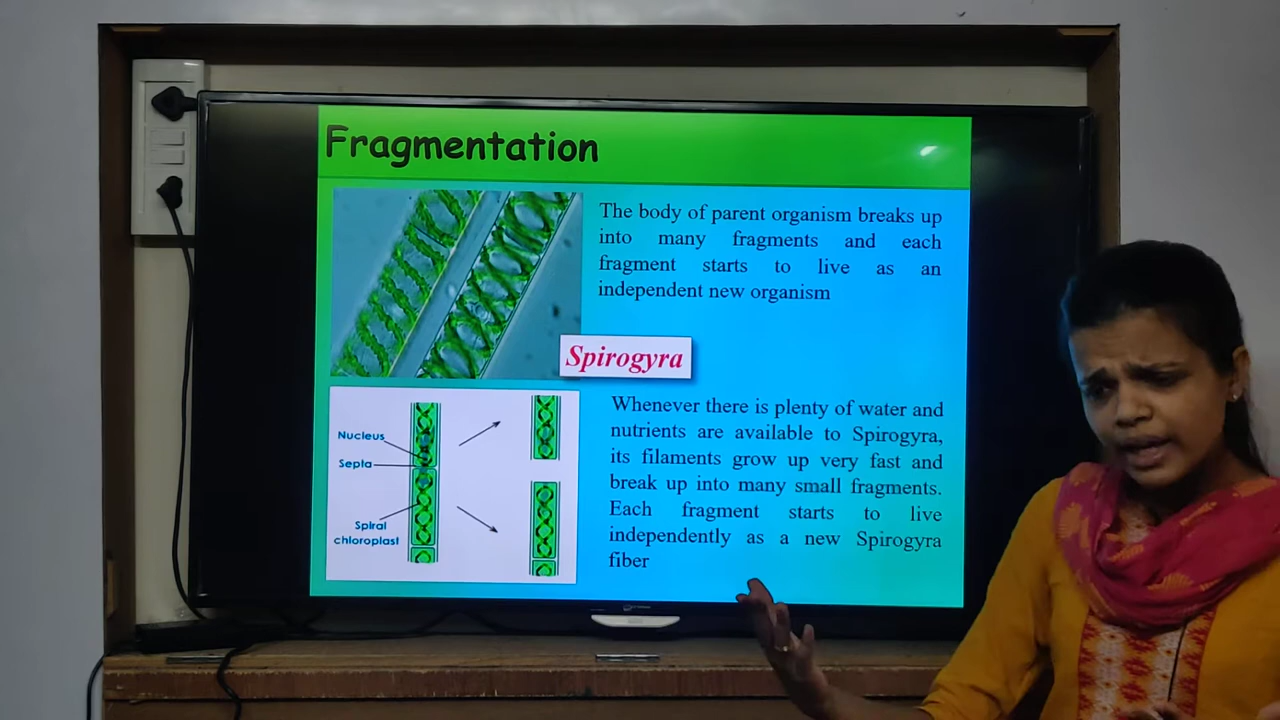 Fragmentation
The body of parent organism breaks up
into many fragments and each
fragment starts to live as an
independent new organism
Spirogyra
Nucleus
Septa
Spiral
chloroplast
Whenever there is plenty of water and
nutrients are available to Spirogyra,
its filaments grow up very fast and
break up into many small fragments.
Each fragment starts to live
independently as a new Spirogyra
fiber